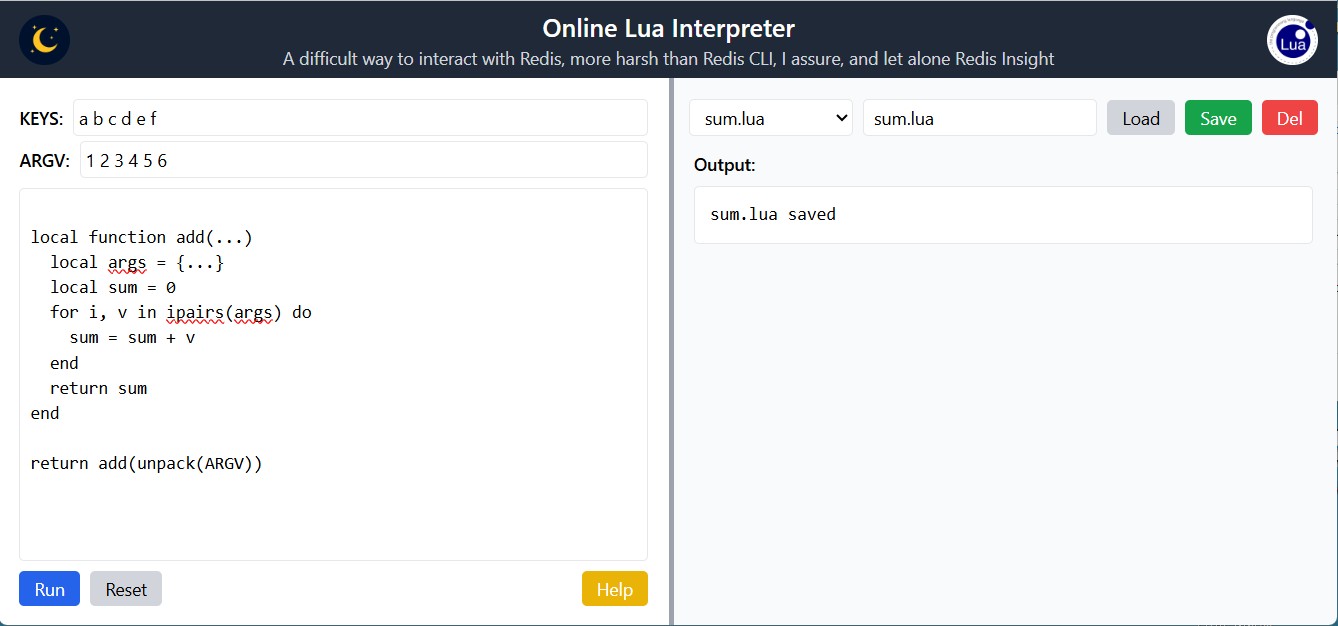 Online Lua Interpreter
A difficult way to interact with Redis, more harsh than Redis CLI, I assure, and let alone Redis Insight
Lua
KEYS: a b c d e f
ARGV: 1 2 3 4 5 6
local function add(...)
  local args = {...}
  local sum = 0
  for i, v in ipairs(args) do
    sum = sum + v
  end
  return sum
end
return add(unpack(ARGV))
Run Reset Help
sum.lua sum.lua Load Save Del
Output:
sum.lua saved